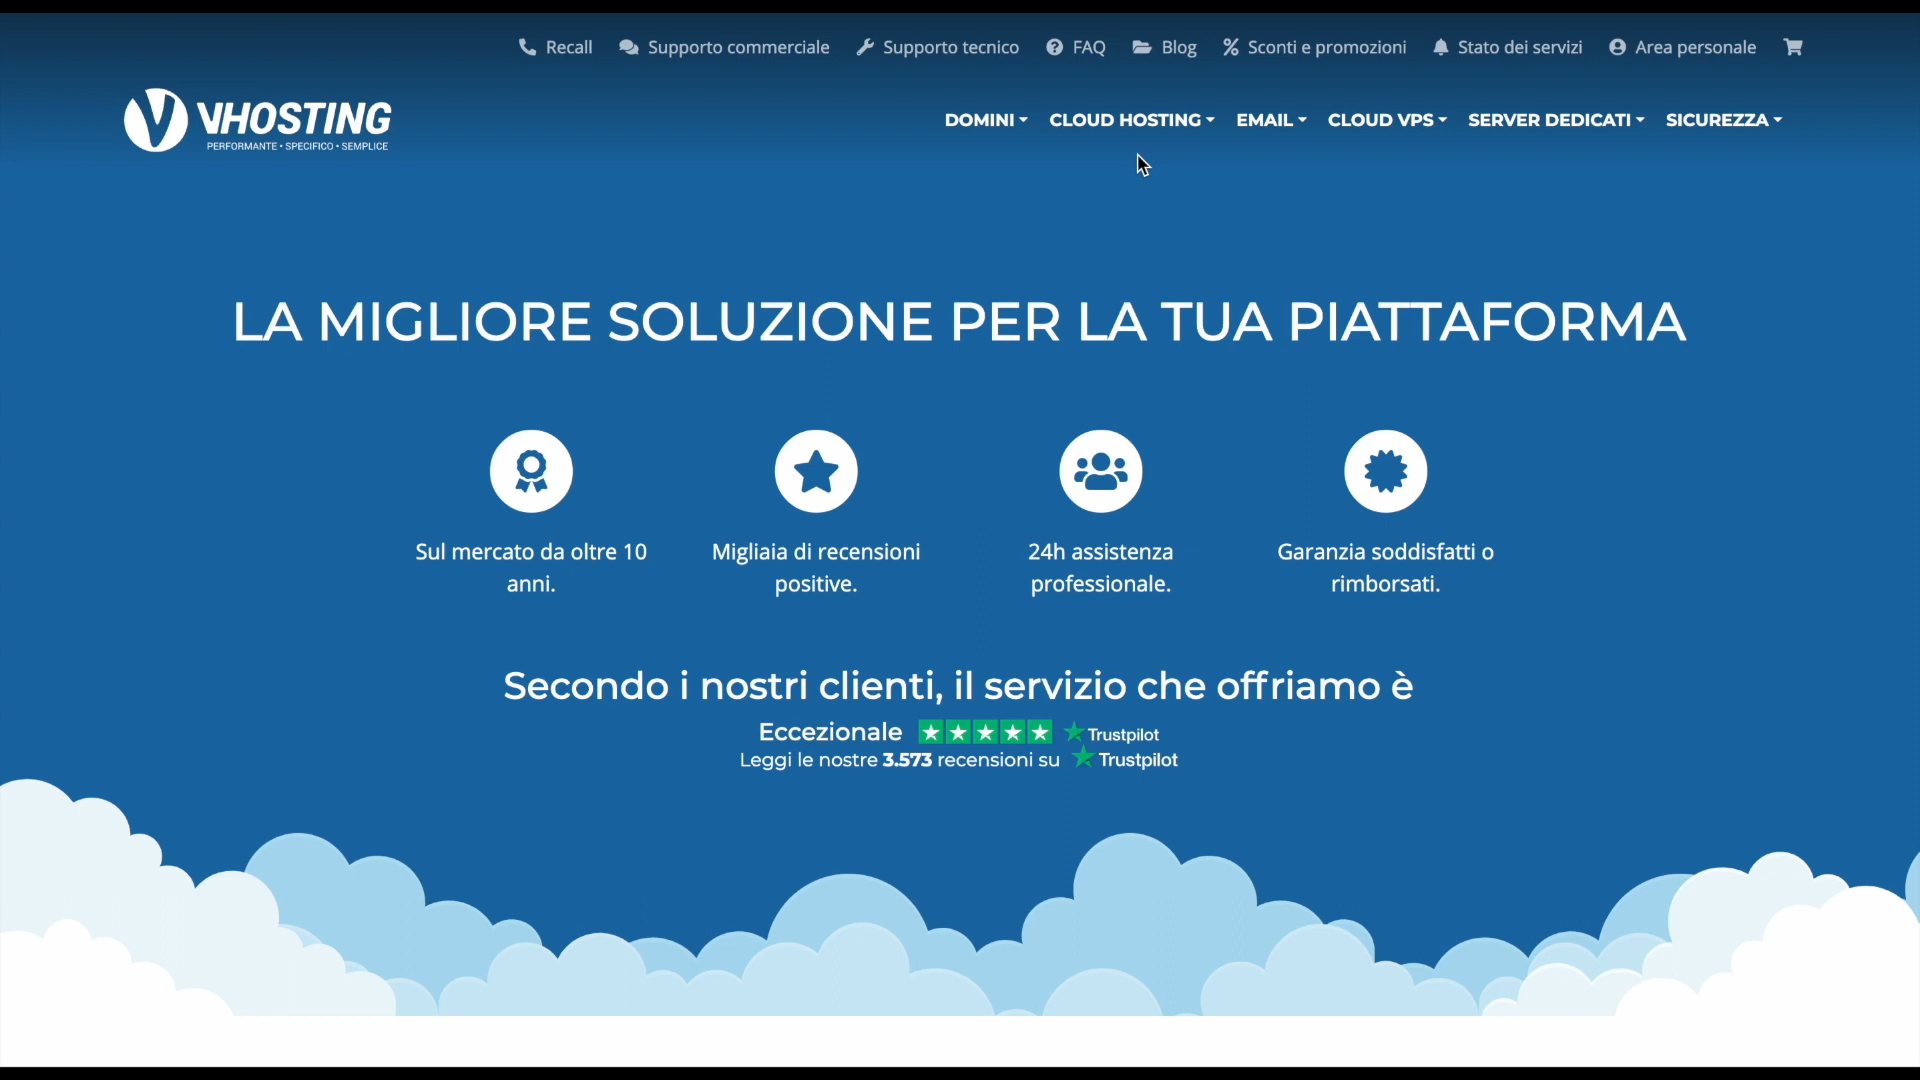 Recall Supporto commerciale Supporto tecnico FAQ Blog Sconti e promozioni Stato dei servizi Area personale
VHOSTING
PERFORMANTE • SPECIFICO • SEMPLICE
DOMINI CLOUD HOSTING EMAIL CLOUD VPS SERVER DEDICATI SICUREZZA
LA MIGLIORE SOLUZIONE PER LA TUA PIATTAFORMA
Sul mercato da oltre 10
anni.
Migliaia di recensioni
positive.
24h assistenza
professionale.
Garanzia soddisfatti o
rimborsati.
Secondo i nostri clienti, il servizio che offriamo è
Eccezionale Trustpilot
Leggi le nostre 3.573 recensioni su Trustpilot